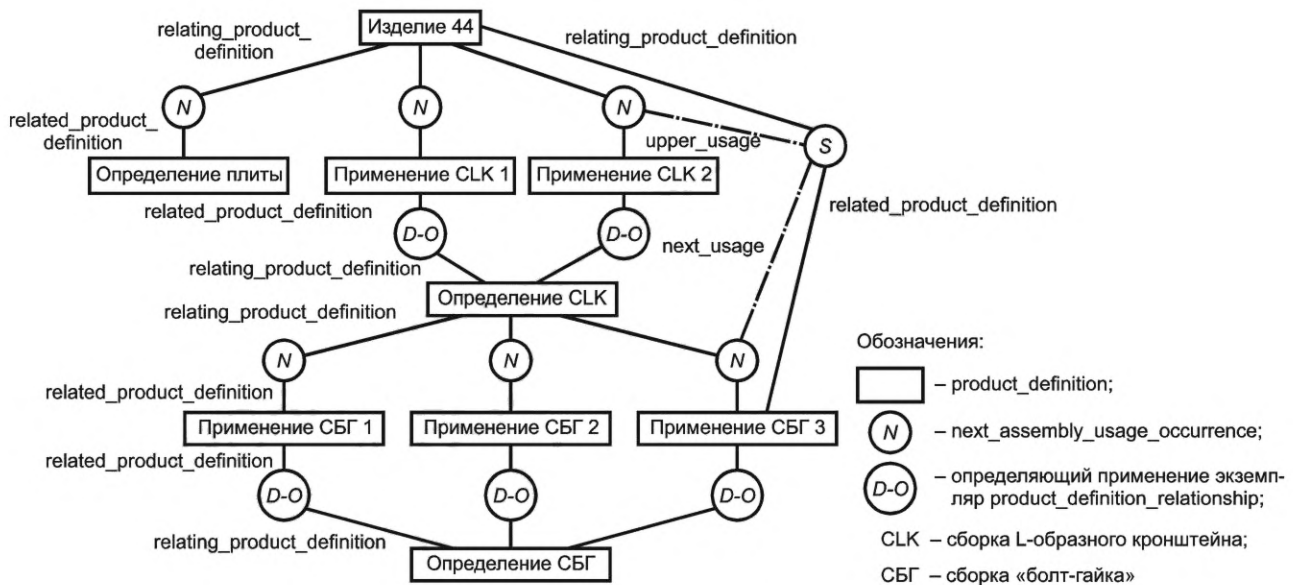 Изделие 44
relating_product_
definition
relating_product_definition
N
N
N
related_product_
definition
upper_usage
S
Определение плиты
Применение CLK 1
Применение CLK 2
related_product_definition
related_product_definition
D-O
D-O
next_usage
relating_product_definition
Определение CLK
relating_product_definition
N
N
N
related_product_definition
Применение СБГ 1
Применение СБГ 2
Применение СБГ 3
related_product_definition
D-O
D-O
D-O
relating_product_definition
Определение СБГ
Обозначения:
– product_definition;
N – next_assembly_usage_occurrence;
D-O – определяющий применение экземп-
ляр product_definition_relationship;
CLK – сборка L-образного кронштейна;
СБГ – сборка «болт-гайка»